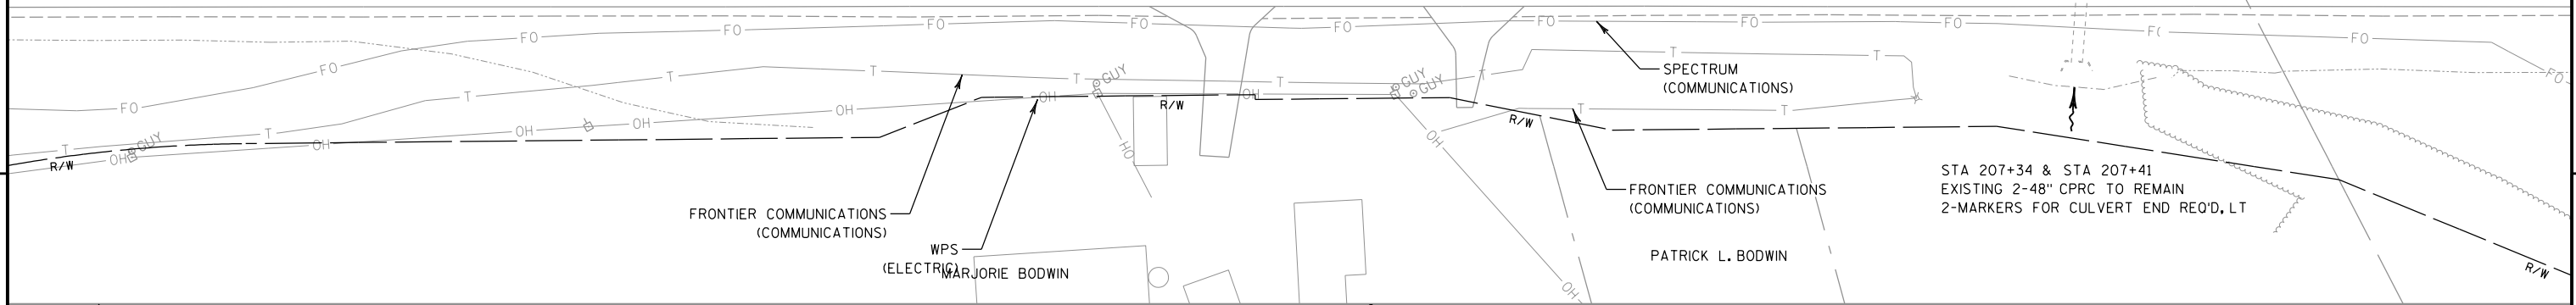 FO
FO
FO
FO
FO
FO
FO
FO
FO
FO
F(
FO
FO
T
T
T
T
T
T
T
T
T
T
T
T
OH
OH
OH
OH
OH
OH
OH
OH
OH
OH
GUY
GUY
GUY
GUY
R/W
R/W
R/W
R/W
SPECTRUM
(COMMUNICATIONS)
FRONTIER COMMUNICATIONS
(COMMUNICATIONS)
WPS
(ELECTRIC)
MARJORIE BODWIN
FRONTIER COMMUNICATIONS
(COMMUNICATIONS)
PATRICK L. BODWIN
STA 207+34 & STA 207+41
EXISTING 2-48" CPRC TO REMAIN
2-MARKERS FOR CULVERT END REQ'D, LT